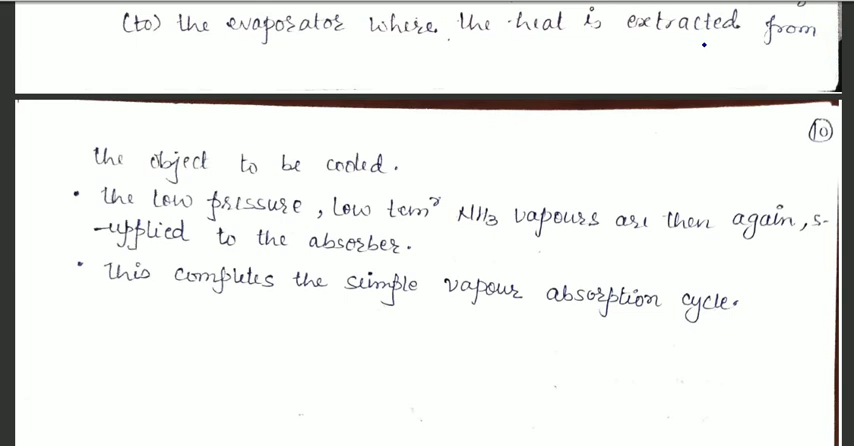 (to) the evaporator where the heat is extracted from
10
the object to be cooled.
• The low pressure, low temp NH3 vapours are then again, s-
-upplied to the absorber.
• This completes the simple vapour absorption cycle.